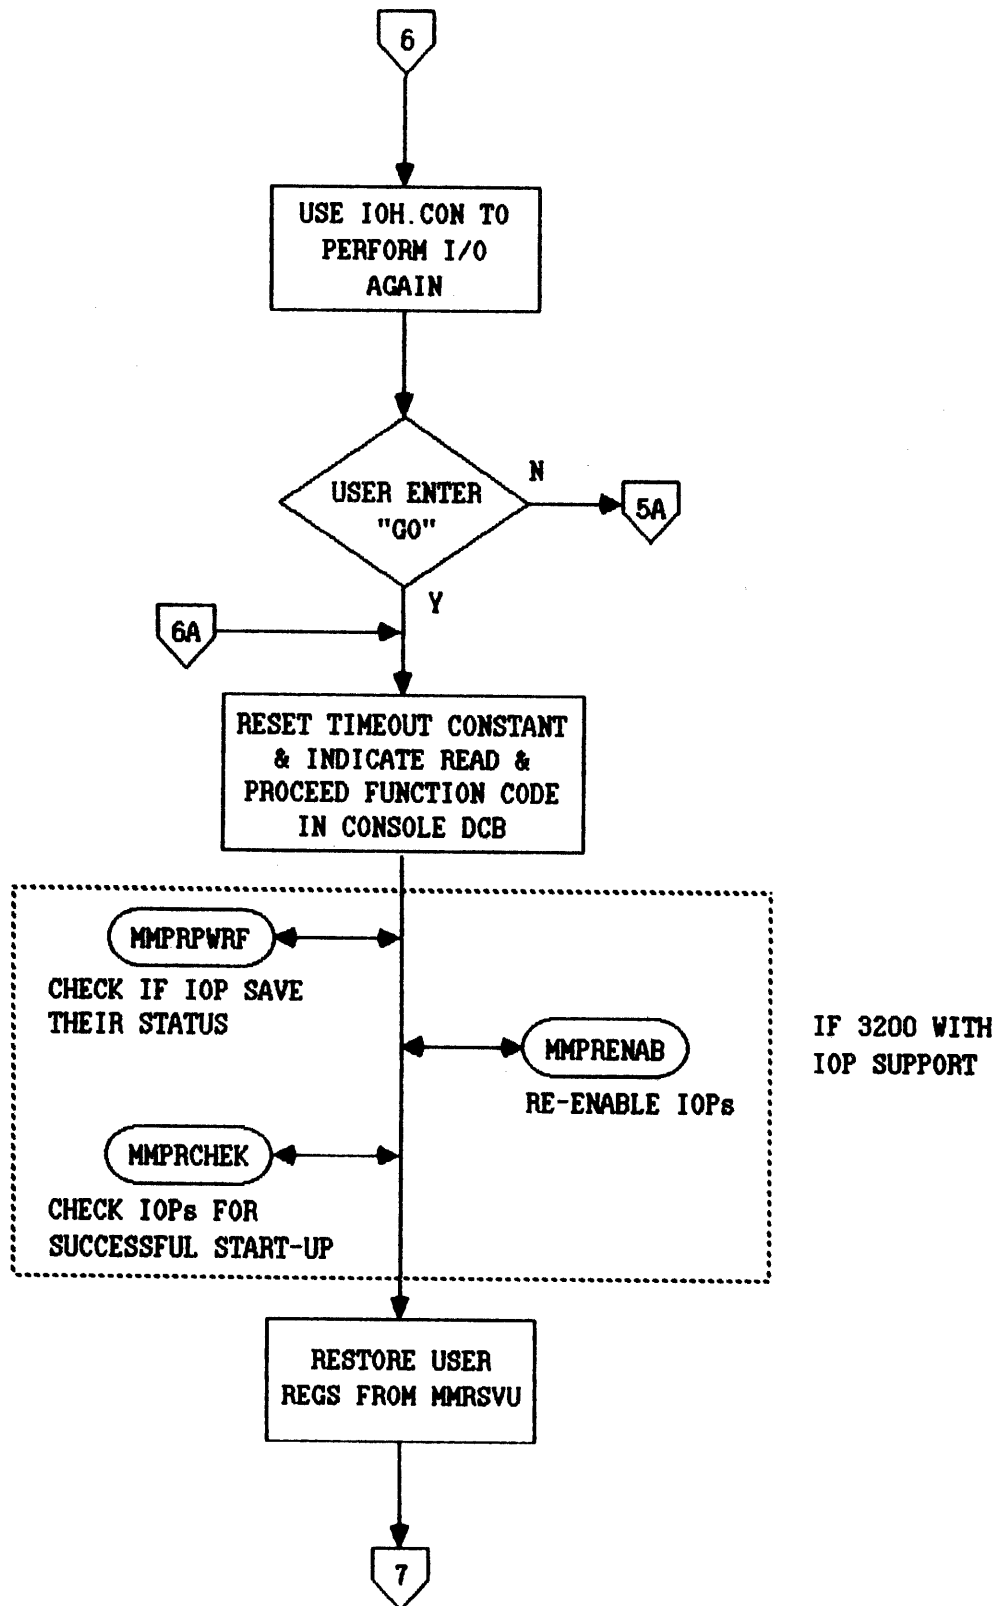 6
USE IOH.CON TO
PERFORM I/O
AGAIN
USER ENTER
"GO"
N
5A
Y
6A
RESET TIMEOUT CONSTANT
& INDICATE READ &
PROCEED FUNCTION CODE
IN CONSOLE DCB
MMPRPWRF
CHECK IF IOP SAVE
THEIR STATUS
MMPRENAB
RE-ENABLE IOPs
IF 3200 WITH
IOP SUPPORT
MMPRCHEK
CHECK IOPs FOR
SUCCESSFUL START-UP
RESTORE USER
REGS FROM MMRSVU
7